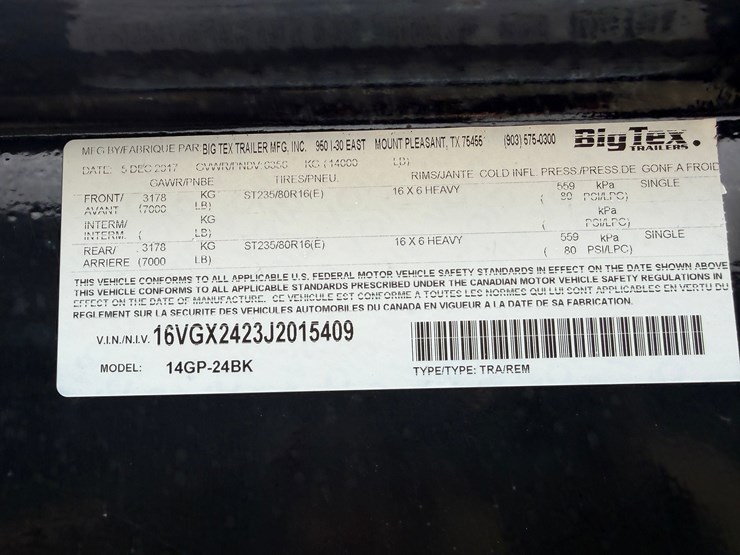 MFG BY/FABRIQUE PAR: BIG TEX TRAILER MFG, INC. 950 I-30 EAST MOUNT PLEASANT, TX 75455 (903) 575-0300 Big Tex TRAILERS
DATE: 5 DEC 2017 GVWR/PNBV: 6350 KG (14000 LB)
GAWR/PNBE TIRES/PNEU. RIMS/JANTE COLD INFL. PRESS./PRESS.DE GONF.A FROID
FRONT/ 3178 KG ST235/80R16(E) 16 X 6 HEAVY 559 kPa SINGLE
AVANT (7000 LB) ( 80 PSI/LPC)
INTERM/ KG kPa
INTERM. ( LB) ( PSI/LPC)
REAR/ 3178 KG ST235/80R16(E) 16 X 6 HEAVY 559 kPa SINGLE
ARRIERE (7000 LB) ( 80 PSI/LPC)
THIS VEHICLE CONFORMS TO ALL APPLICABLE U.S. FEDERAL MOTOR VEHICLE SAFETY STANDARDS IN EFFECT ON THE DATE SHOWN ABOVE
THIS VEHICLE CONFORMS TO ALL APPLICABLE STANDARDS PRESCRIBED UNDER THE CANADIAN MOTOR VEHICLE SAFETY REGULATIONS IN
EFFECT ON THE DATE OF MANUFACTURE. CE VEHICULE EST CONFORME A TOUTES LES NORMES QUI LUI SONT APPLICABLES EN VERTU DU
REGLEMENT SUR LA SECURITE DES VEHICULES AUTOMOBILES DU CANADA EN VIGUEUR A LA DATE DE SA FABRICATION.
V.I.N./N.I.V. 16VGX2423J2015409
MODEL: 14GP-24BK TYPE/TYPE: TRA/REM